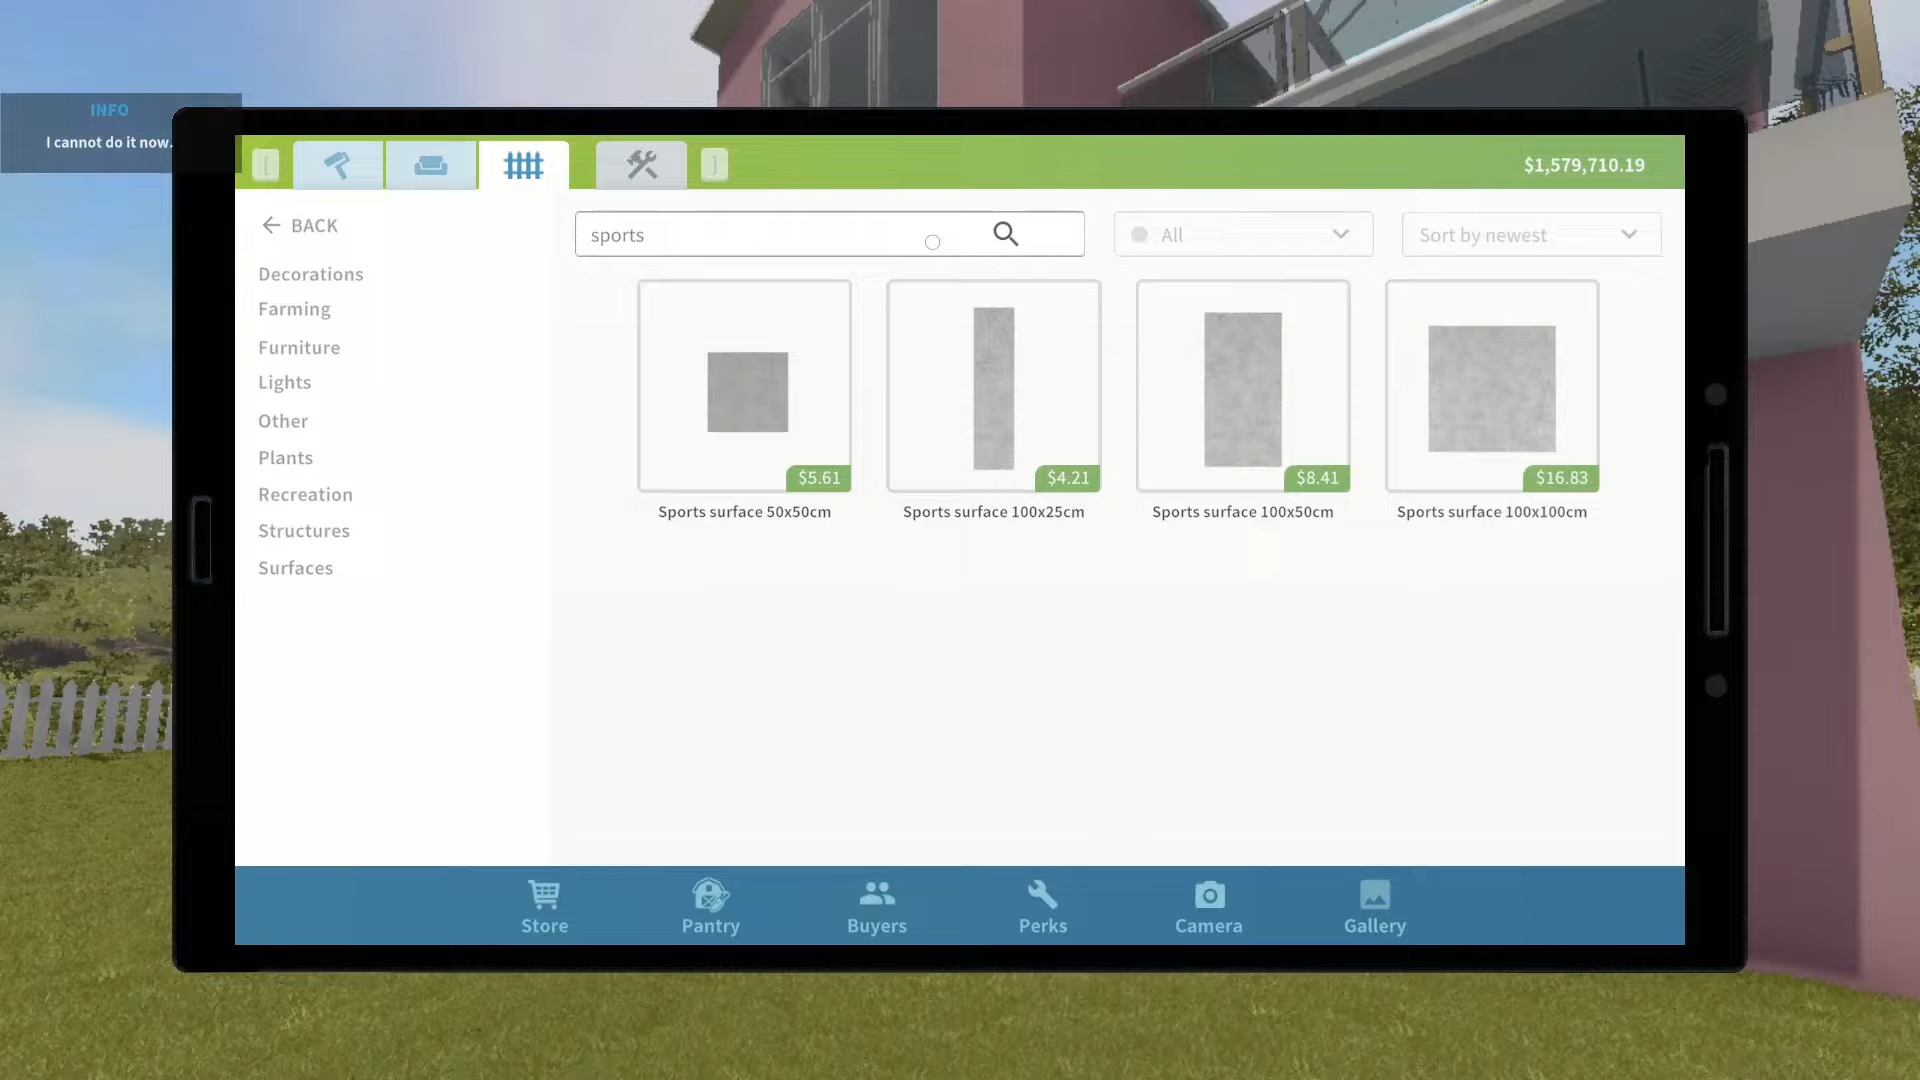 INFO
I cannot do it now.
[
]
$1,579,710.19
BACK
sports
All
Sort by newest
Decorations
Farming
Furniture
Lights
Other
Plants
Recreation
Structures
Surfaces
$5.61
$4.21
$8.41
$16.83
Sports surface 50x50cm
Sports surface 100x25cm
Sports surface 100x50cm
Sports surface 100x100cm
Store
Pantry
Buyers
Perks
Camera
Gallery